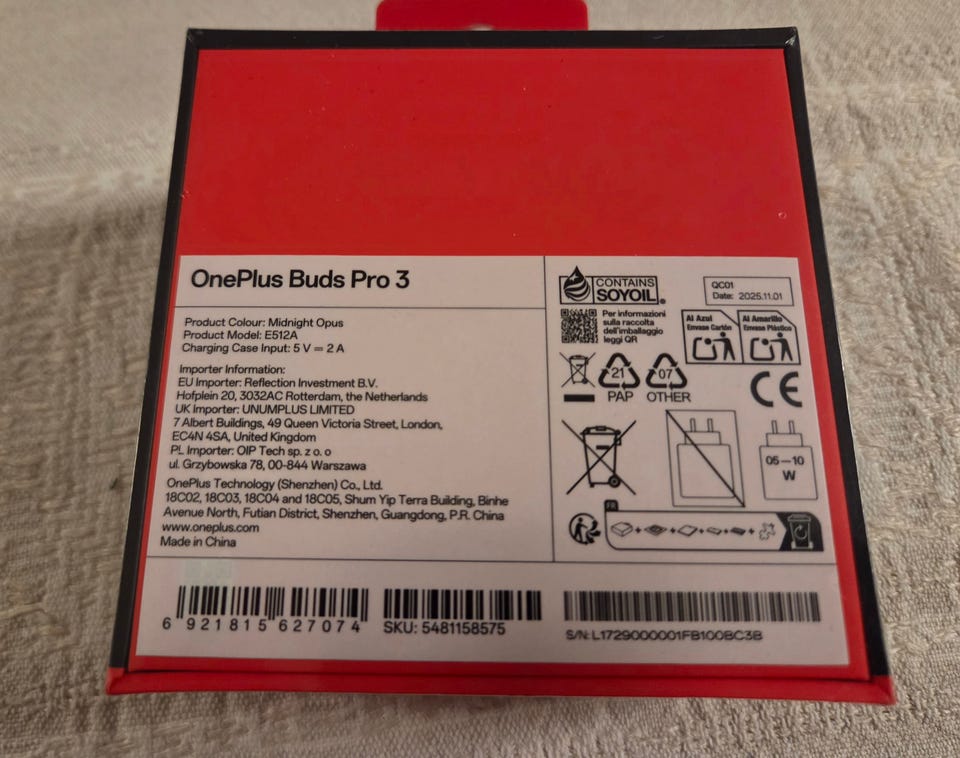 OnePlus Buds Pro 3
Product Colour: Midnight Opus
Product Model: E512A
Charging Case Input: 5 V ⎓ 2 A
Importer Information:
EU Importer: Reflection Investment B.V.
Hofplein 20, 3032AC Rotterdam, the Netherlands
UK Importer: UNUMPLUS LIMITED
7 Albert Buildings, 49 Queen Victoria Street, London,
EC4N 4SA, United Kingdom
PL Importer: OIP Tech sp. z o. o
ul. Grzybowska 78, 00-844 Warszawa
OnePlus Technology (Shenzhen) Co., Ltd.
18C02, 18C03, 18C04 and 18C05, Shum Yip Terra Building, Binhe
Avenue North, Futian District, Shenzhen, Guangdong, P.R. China
www.oneplus.com
Made in China
CONTAINS
SOYOIL®
QC01
Date: 2025.11.01
Per informazioni
sulla raccolta
dell'imballaggio
leggi QR
Al Azul
Envase Cartón
Al Amarillo
Envase Plástico
21
PAP
07
OTHER
CE
05—10
W
FR
6 921815 627074
SKU: 5481158575
S/N: L1729000001FB100BC3B